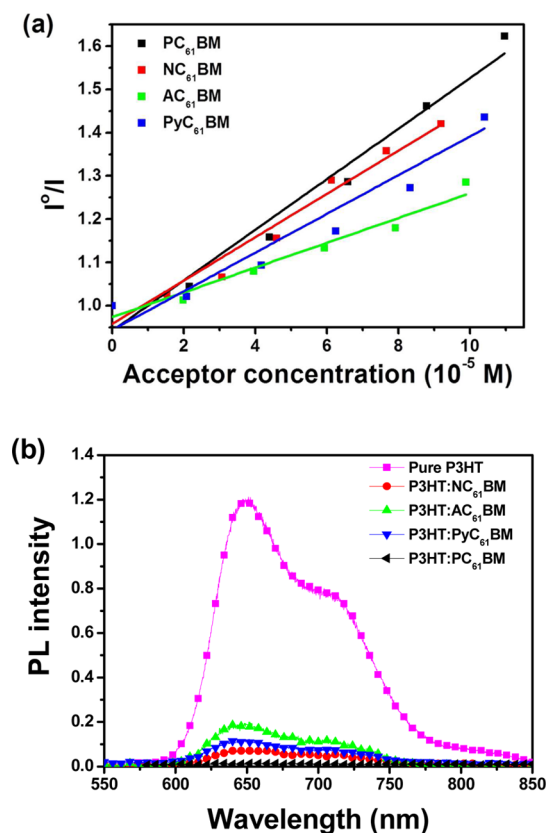 (a)
PC₆₁BM
NC₆₁BM
AC₆₁BM
PyC₆₁BM
1.6
1.5
1.4
1.3
1.2
1.1
1.0
I°/I
0 2 4 6 8 10
Acceptor concentration (10⁻⁵ M)
(b)
Pure P3HT
P3HT:NC₆₁BM
P3HT:AC₆₁BM
P3HT:PyC₆₁BM
P3HT:PC₆₁BM
1.4
1.2
1.0
0.8
0.6
0.4
0.2
0.0
PL intensity
550 600 650 700 750 800 850
Wavelength (nm)